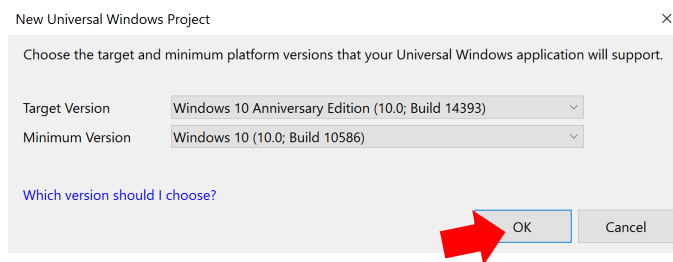 New Universal Windows Project
Choose the target and minimum platform versions that your Universal Windows application will support.
Target Version Windows 10 Anniversary Edition (10.0; Build 14393)
Minimum Version Windows 10 (10.0; Build 10586)
Which version should I choose?
OK Cancel